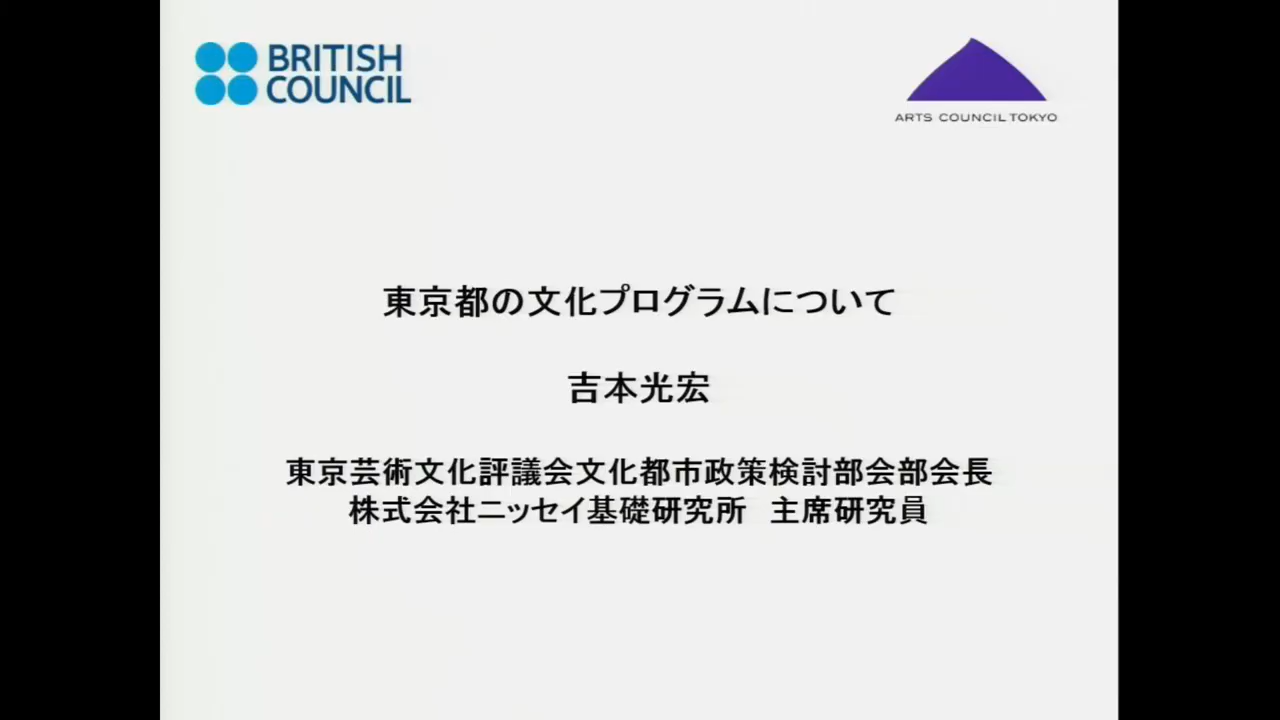 BRITISH
COUNCIL
ARTS COUNCIL TOKYO
東京都の文化プログラムについて
吉本光宏
東京芸術文化評議会文化都市政策検討部会部会長
株式会社ニッセイ基礎研究所　主席研究員